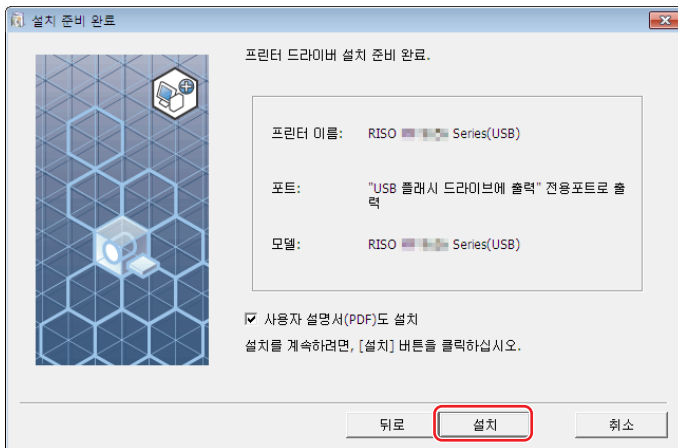 설치 준비 완료
프린터 드라이버 설치 준비 완료.
프린터 이름: RISO Series(USB)
포트: "USB 플래시 드라이브에 출력" 전용포트로 출
력
모델: RISO Series(USB)
사용자 설명서(PDF)도 설치
설치를 계속하려면, [설치] 버튼을 클릭하십시오.
뒤로 설치 취소